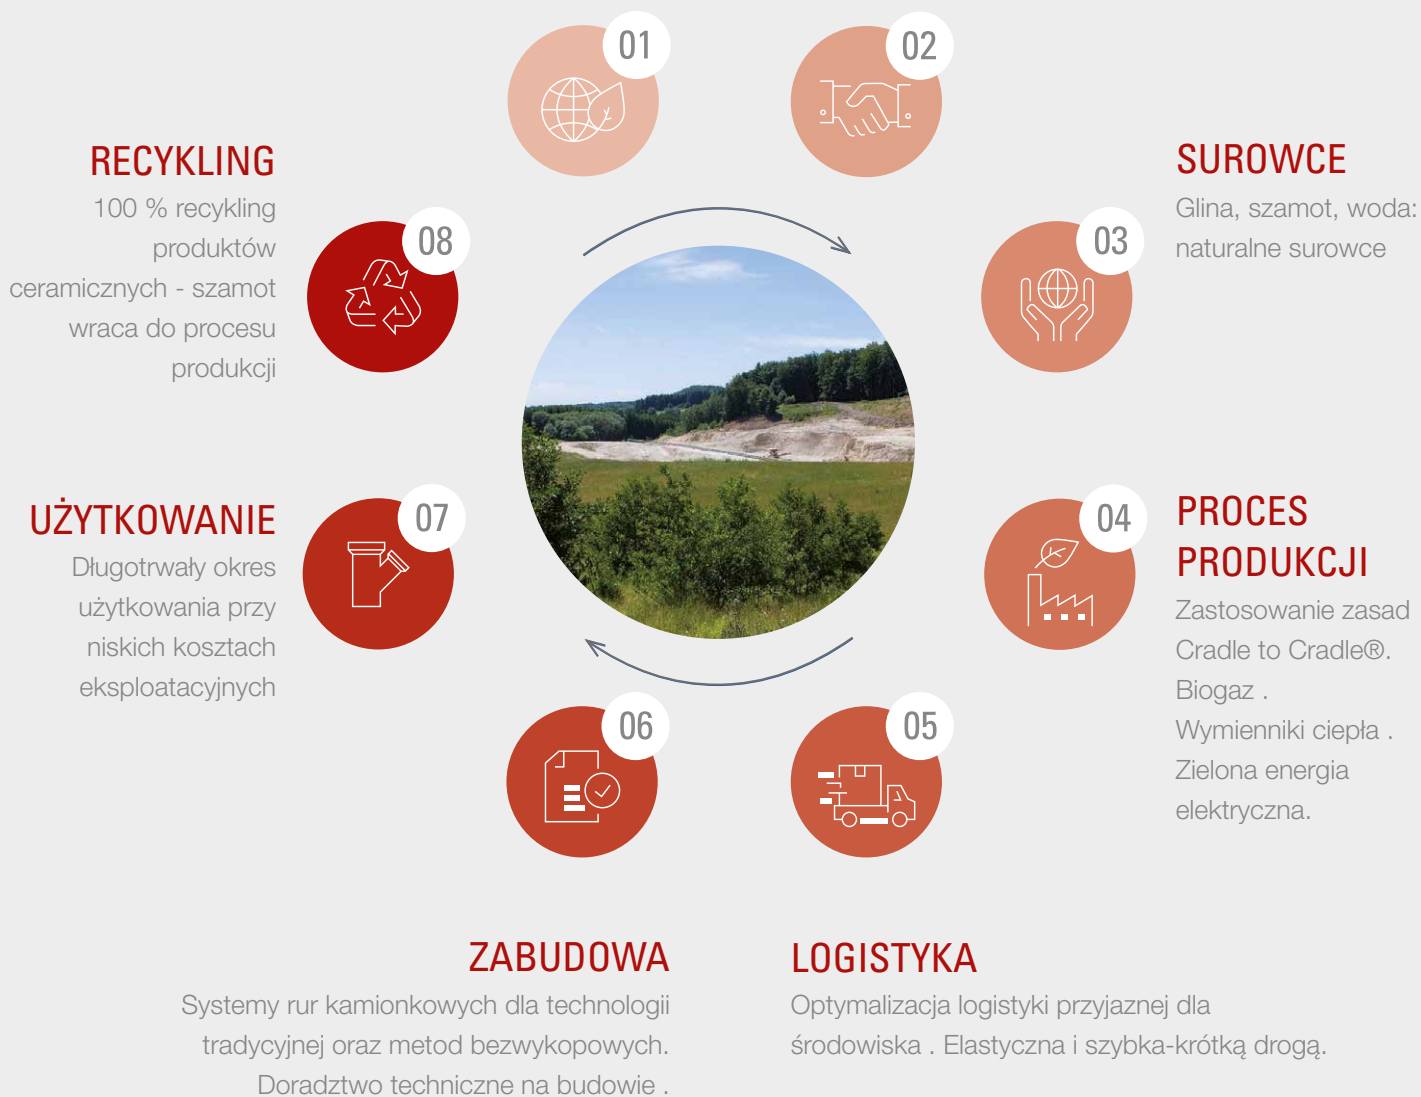 01
02
SUROWCE
Glina, szamot, woda:
naturalne surowce
03
PROCES
PRODUKCJI
Zastosowanie zasad
Cradle to Cradle®.
Biogaz .
Wymienniki ciepła .
Zielona energia
elektryczna.
04
05
LOGISTYKA
Optymalizacja logistyki przyjaznej dla
środowiska . Elastyczna i szybka-krótką drogą.
06
ZABUDOWA
Systemy rur kamionkowych dla technologii
tradycyjnej oraz metod bezwykopowych.
Doradztwo techniczne na budowie .
07
UŻYTKOWANIE
Długotrwały okres
użytkowania przy
niskich kosztach
eksploatacyjnych
08
RECYKLING
100 % recykling
produktów
ceramicznych - szamot
wraca do procesu
produkcji